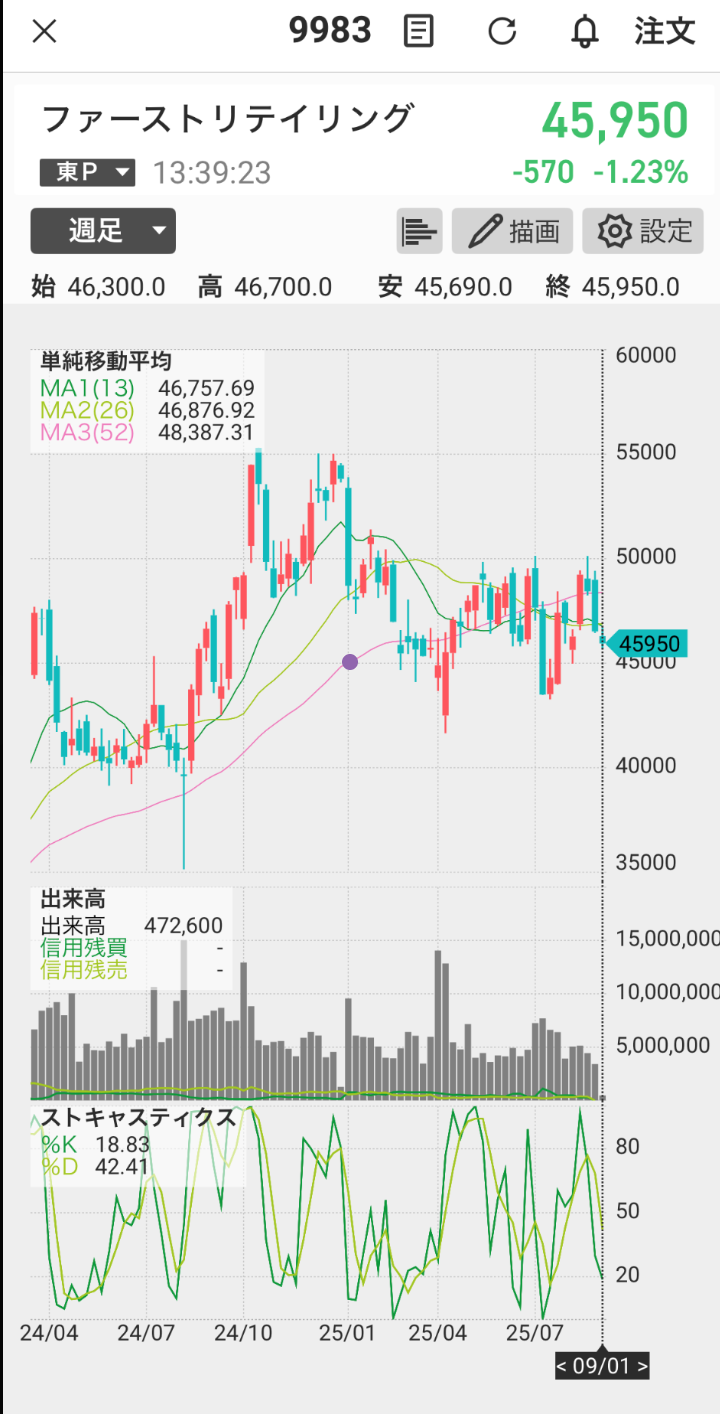 9983 注文
ファーストリテイリング 45,950
東P 13:39:23 -570 -1.23%
週足 描画 設定
始 46,300.0 高 46,700.0 安 45,690.0 終 45,950.0
単純移動平均
MA1(13) 46,757.69
MA2(26) 46,876.92
MA3(52) 48,387.31
60000
55000
50000
45950
45000
40000
35000
出来高
出来高 472,600
信用残買 -
信用残売 -
15,000,000
10,000,000
5,000,000
ストキャスティクス
%K 18.83
%D 42.41
80
50
20
24/04 24/07 24/10 25/01 25/04 25/07
< 09/01 >